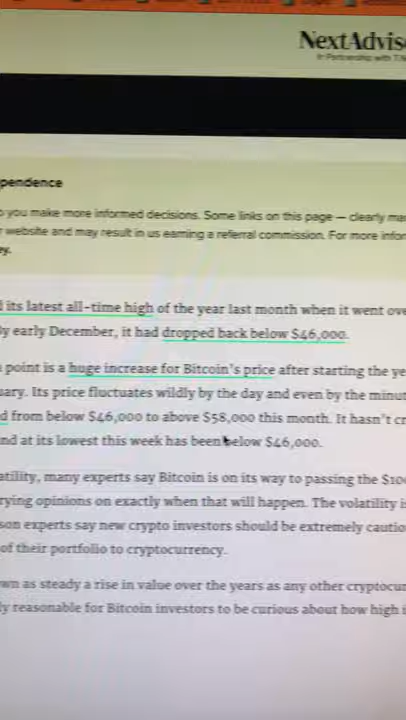 NextAdvis
In Partnership with T
pendence
you make more informed decisions. Some links on this page — clearly ma
website and may result in us earning a referral commission. For more infor
ey.
its latest all-time high of the year last month when it went ove
By early December, it had dropped back below $46,000.
point is a huge increase for Bitcoin's price after starting the ye
uary. Its price fluctuates wildly by the day and even by the minut
d from below $46,000 to above $58,000 this month. It hasn't cr
nd at its lowest this week has been below $46,000.
atility, many experts say Bitcoin is on its way to passing the $10
rying opinions on exactly when that will happen. The volatility is
son experts say new crypto investors should be extremely cautio
of their portfolio to cryptocurrency.
wn as steady a rise in value over the years as any other cryptocur
ly reasonable for Bitcoin investors to be curious about how high i